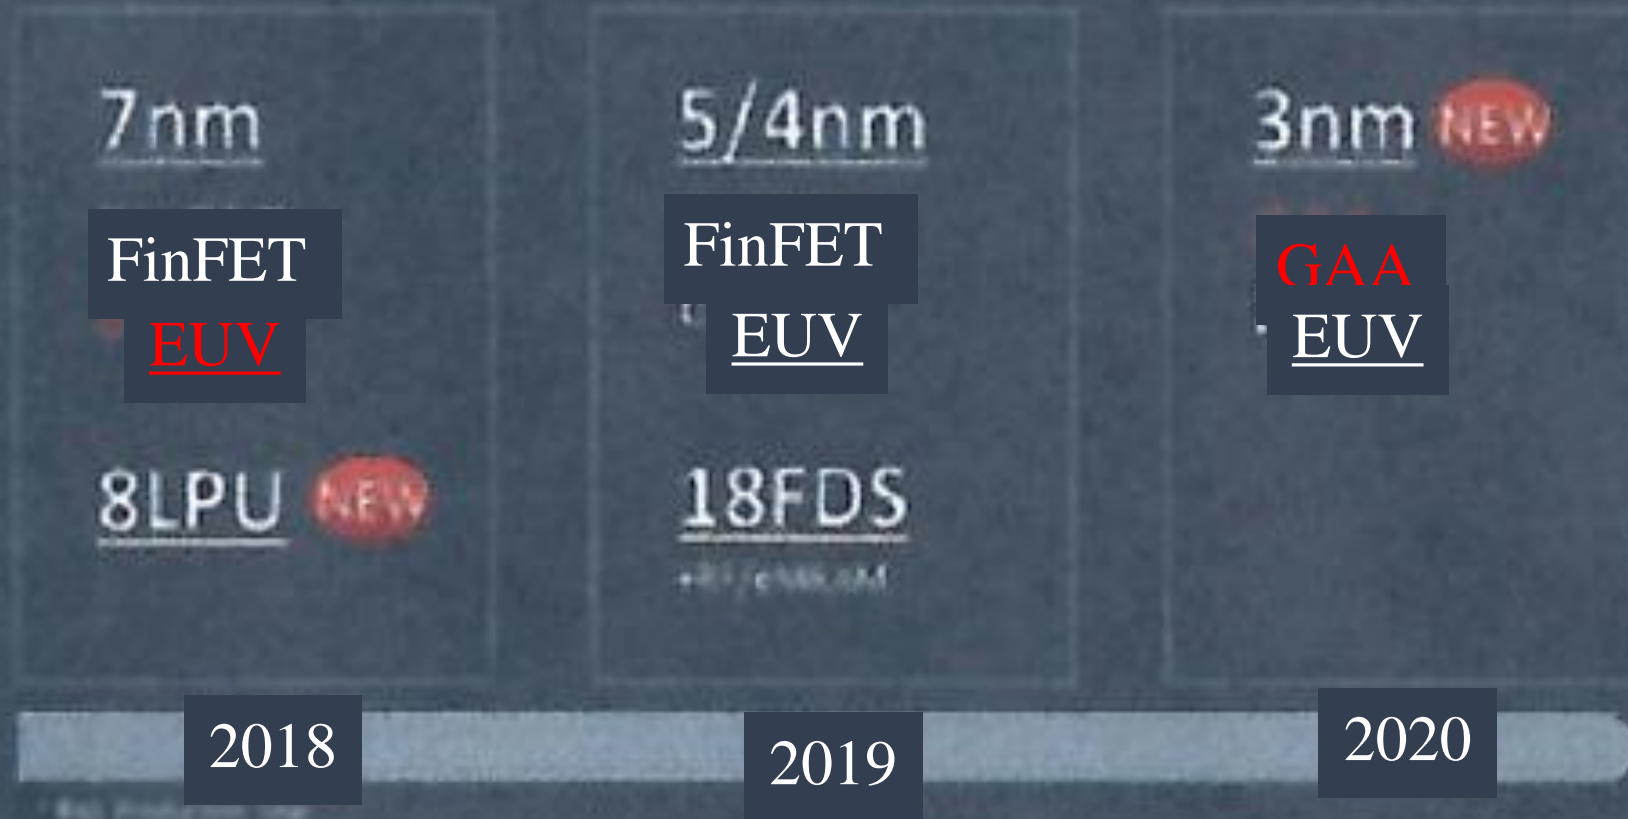 7nm
FinFET
EUV
8LPU NEW
2018
5/4nm
FinFET
EUV
18FDS
2019
3nm NEW
GAA
EUV
2020